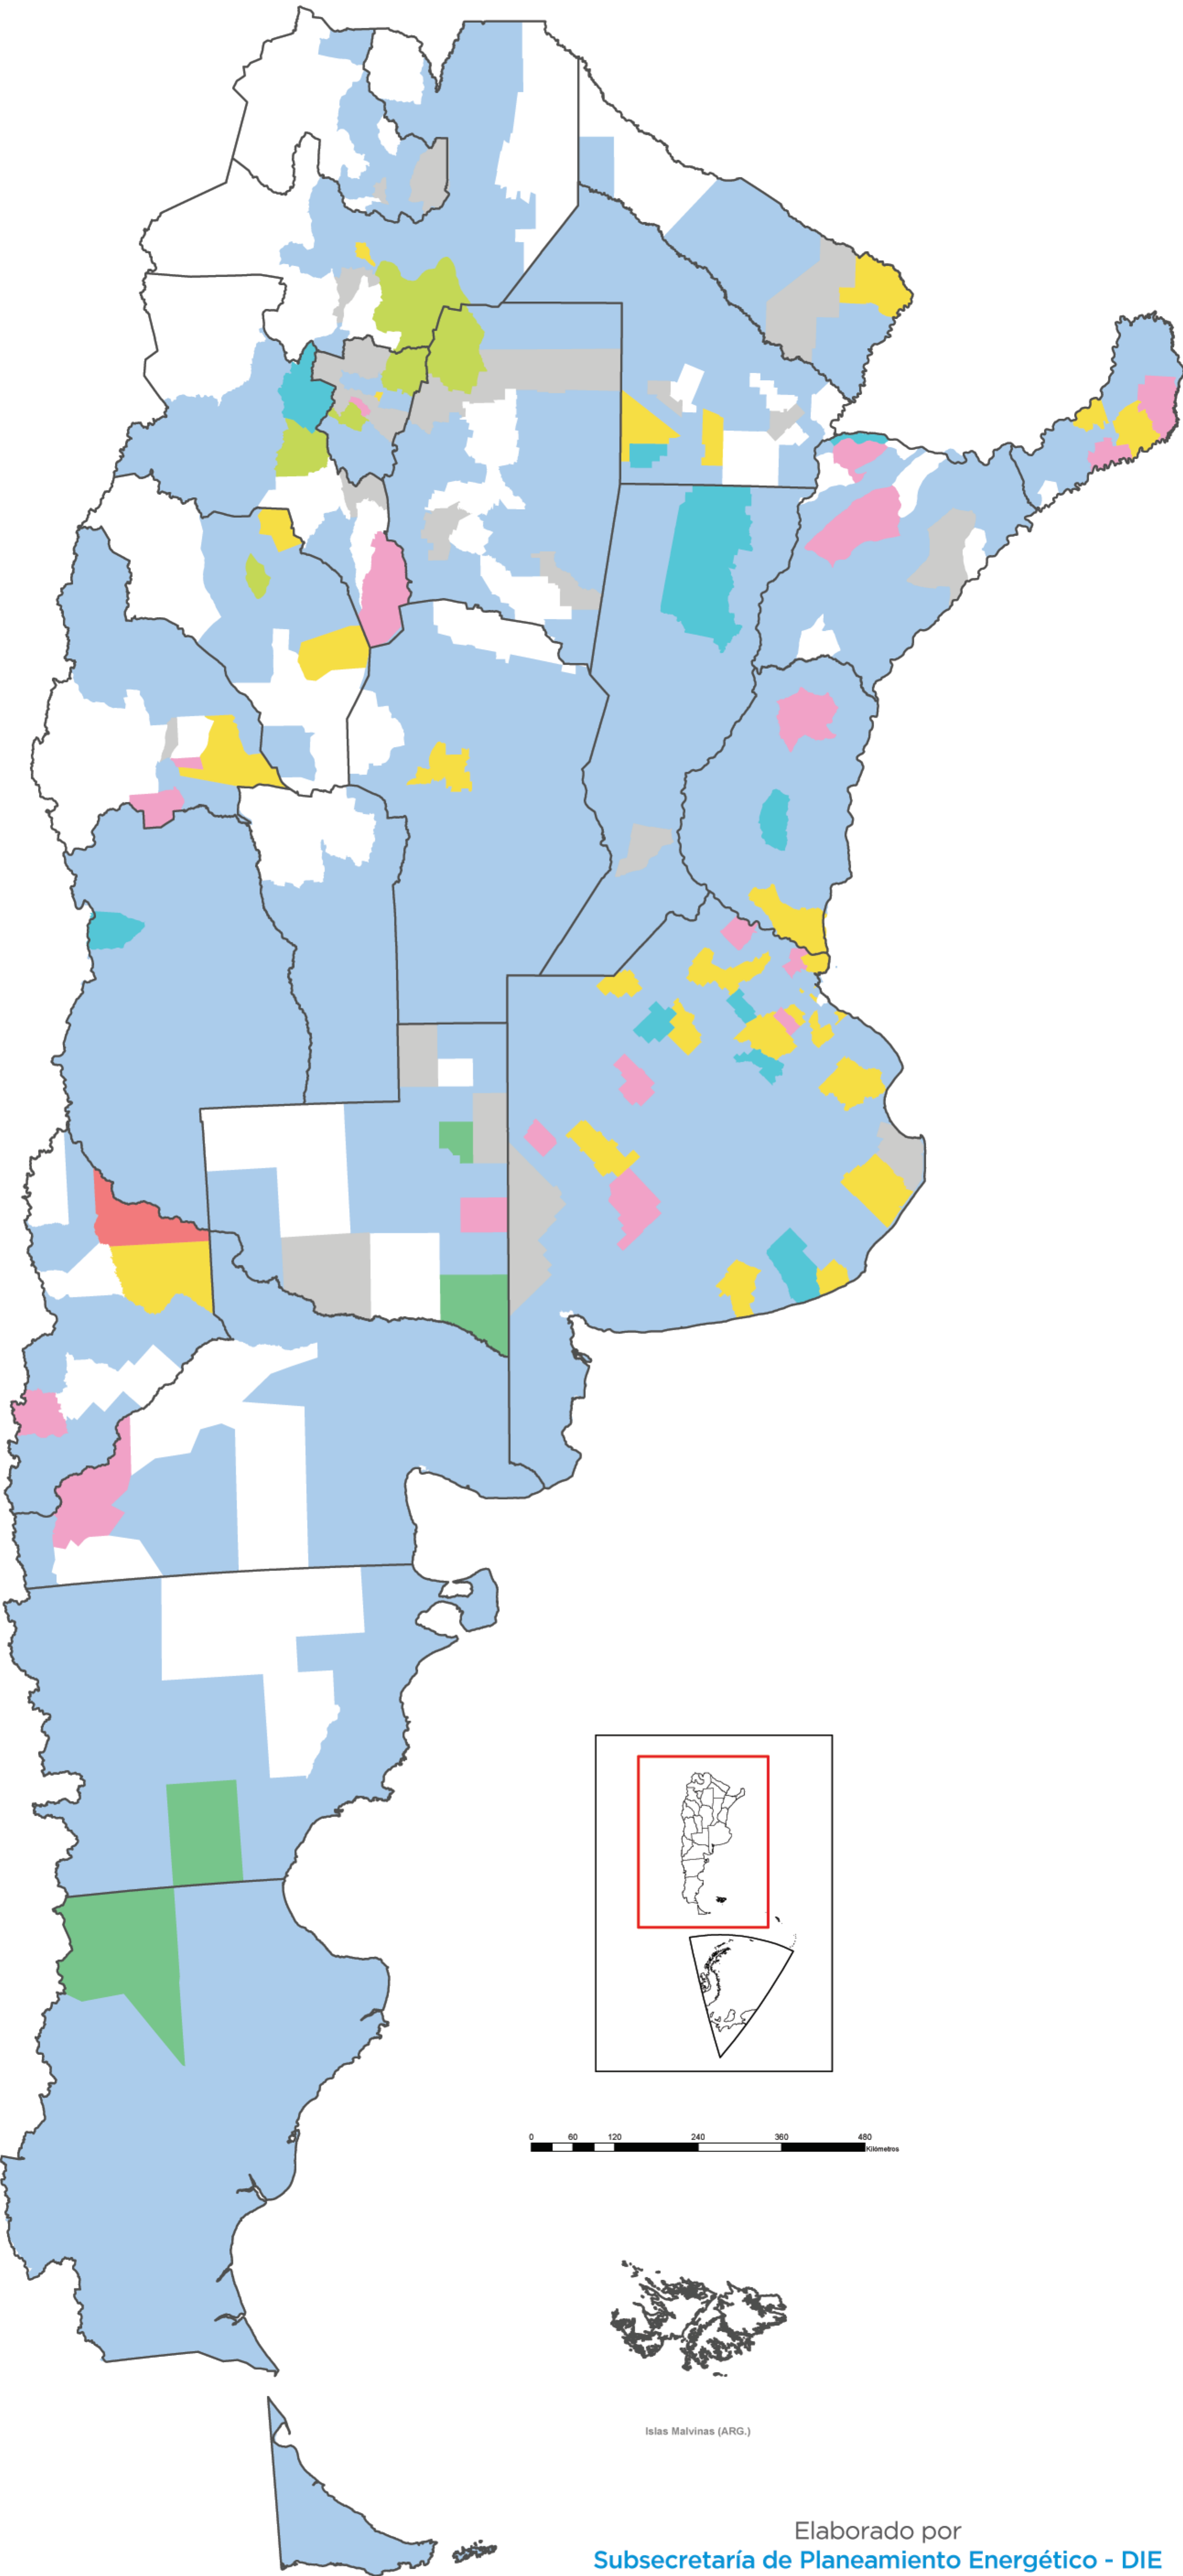 0 60 120 240 360 480
Kilómetros
Islas Malvinas (ARG.)
Elaborado por
Subsecretaría de Planeamiento Energético - DIE